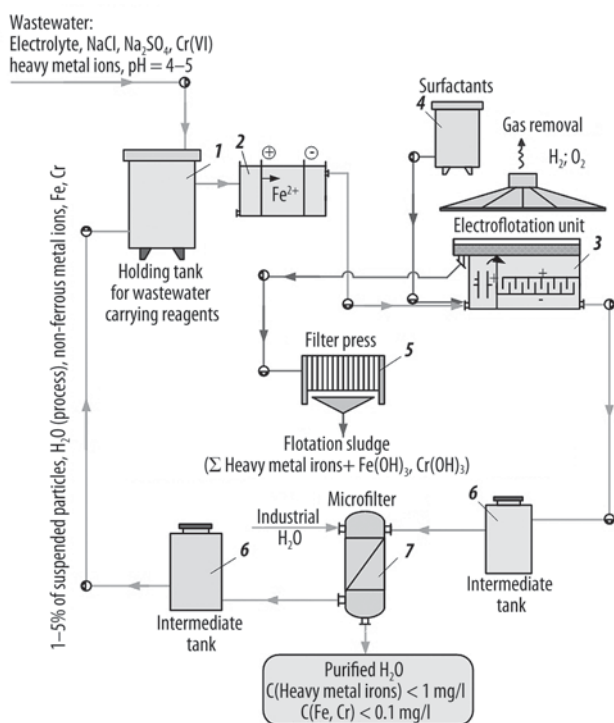 Wastewater:
Electrolyte, NaCl, Na₂SO₄, Cr(VI)
heavy metal ions, pH = 4–5
Surfactants
4
Gas removal
H₂; O₂
1
2
⊕
⊖
Fe²⁺
Electroflotation unit
3
+
+
-
Holding tank
for wastewater
carrying reagents
Filter press
5
Flotation sludge
(Σ Heavy metal irons+ Fe(OH)₃, Cr(OH)₃)
1–5% of suspended particles, H₂O (process), non-ferrous metal ions, Fe, Cr
Microfilter
Industrial
H₂O
6
6
7
Intermediate
tank
Intermediate
tank
Purified H₂O
C(Heavy metal irons) < 1 mg/l
C(Fe, Cr) < 0.1 mg/l